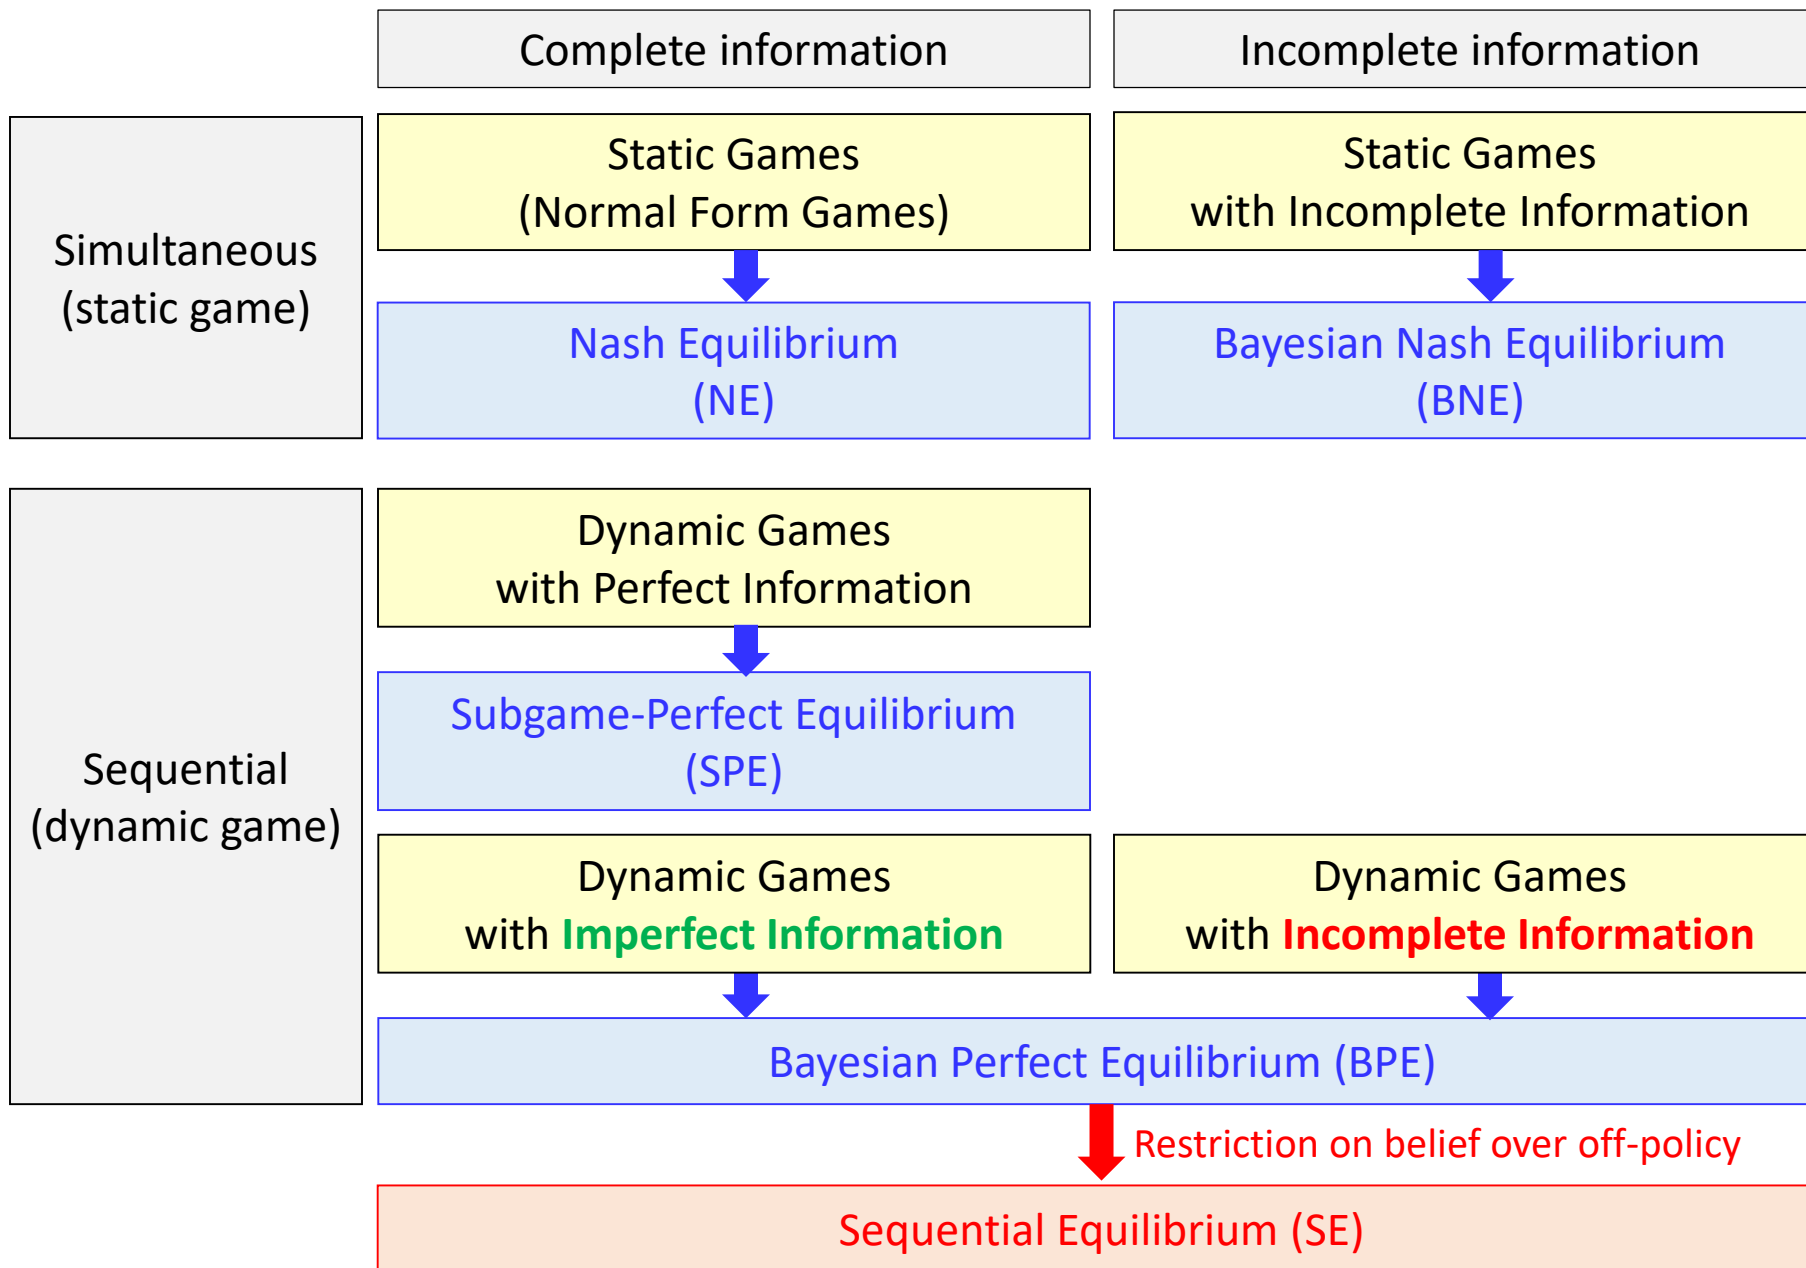 Complete information
Incomplete information
Simultaneous
(static game)
Static Games
(Normal Form Games)
Static Games
with Incomplete Information
Nash Equilibrium
(NE)
Bayesian Nash Equilibrium
(BNE)
Sequential
(dynamic game)
Dynamic Games
with Perfect Information
Subgame-Perfect Equilibrium
(SPE)
Dynamic Games
with Imperfect Information
Dynamic Games
with Incomplete Information
Bayesian Perfect Equilibrium (BPE)
Restriction on belief over off-policy
Sequential Equilibrium (SE)